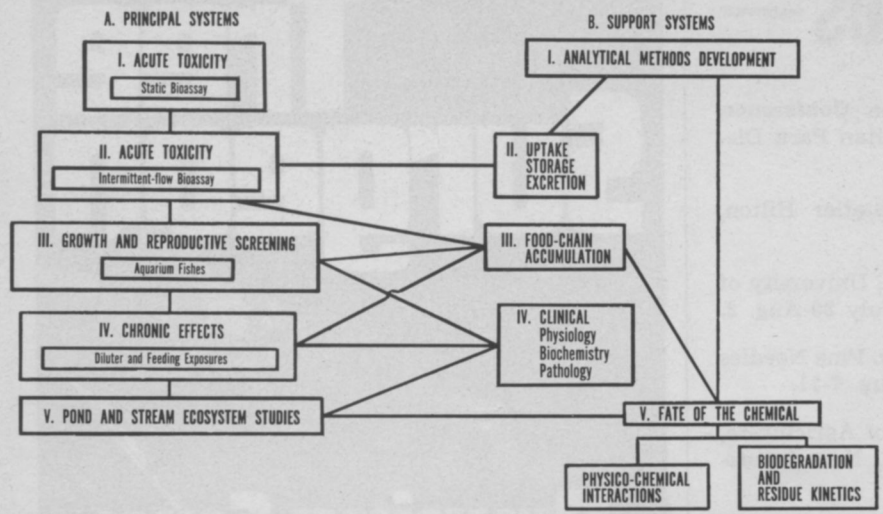 A. PRINCIPAL SYSTEMS
I. ACUTE TOXICITY
Static Bioassay
II. ACUTE TOXICITY
Intermittent-flow Bioassay
III. GROWTH AND REPRODUCTIVE SCREENING
Aquarium Fishes
IV. CHRONIC EFFECTS
Diluter and Feeding Exposures
V. POND AND STREAM ECOSYSTEM STUDIES
B. SUPPORT SYSTEMS
I. ANALYTICAL METHODS DEVELOPMENT
II. UPTAKE
STORAGE
EXCRETION
III. FOOD-CHAIN
ACCUMULATION
IV. CLINICAL
Physiology
Biochemistry
Pathology
V. FATE OF THE CHEMICAL
PHYSICO-CHEMICAL
INTERACTIONS
BIODEGRADATION
AND
RESIDUE KINETICS